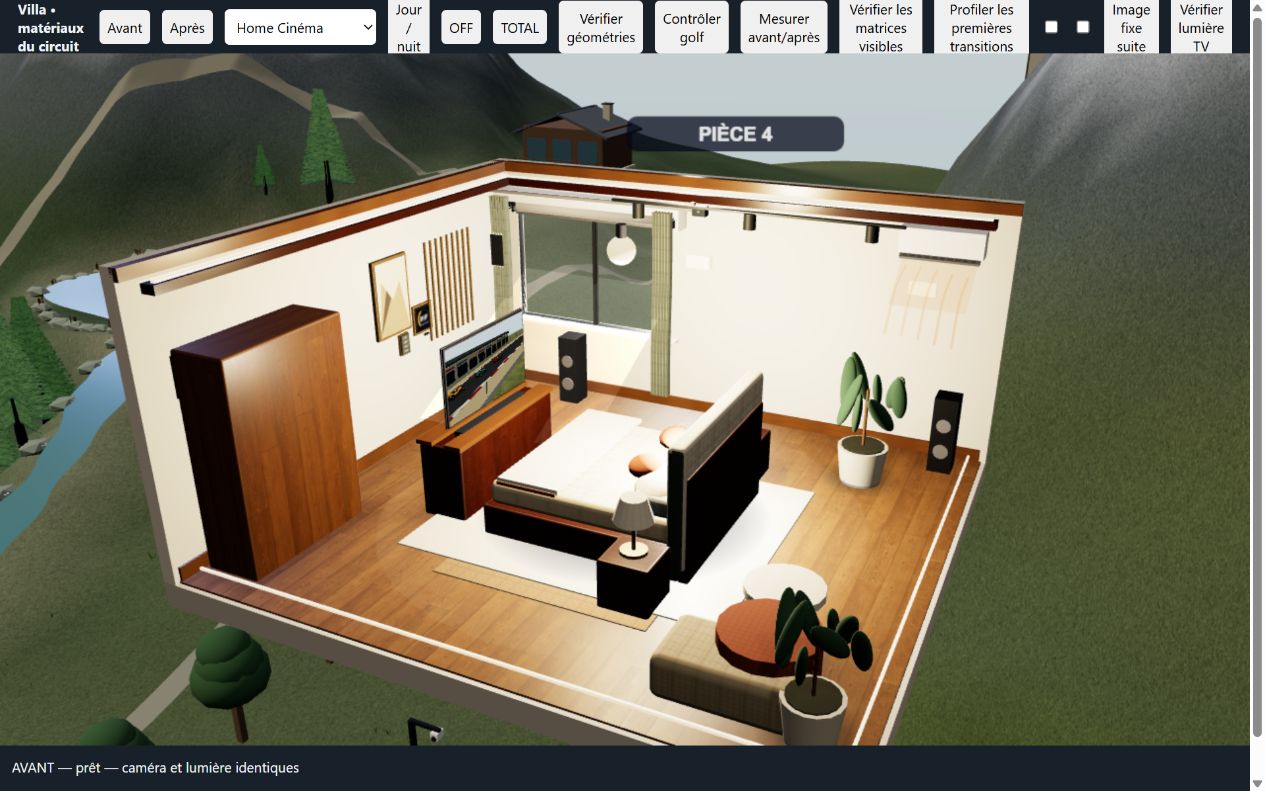 Villa •
matériaux
du circuit
Avant
Après
Home Cinéma
Jour
/
nuit
OFF
TOTAL
Vérifier
géométries
Contrôler
golf
Mesurer
avant/après
Vérifier les
matrices
visibles
Profiler les
premières
transitions
Image
fixe
suite
Vérifier
lumière
TV
PIÈCE 4
AVANT — prêt — caméra et lumière identiques